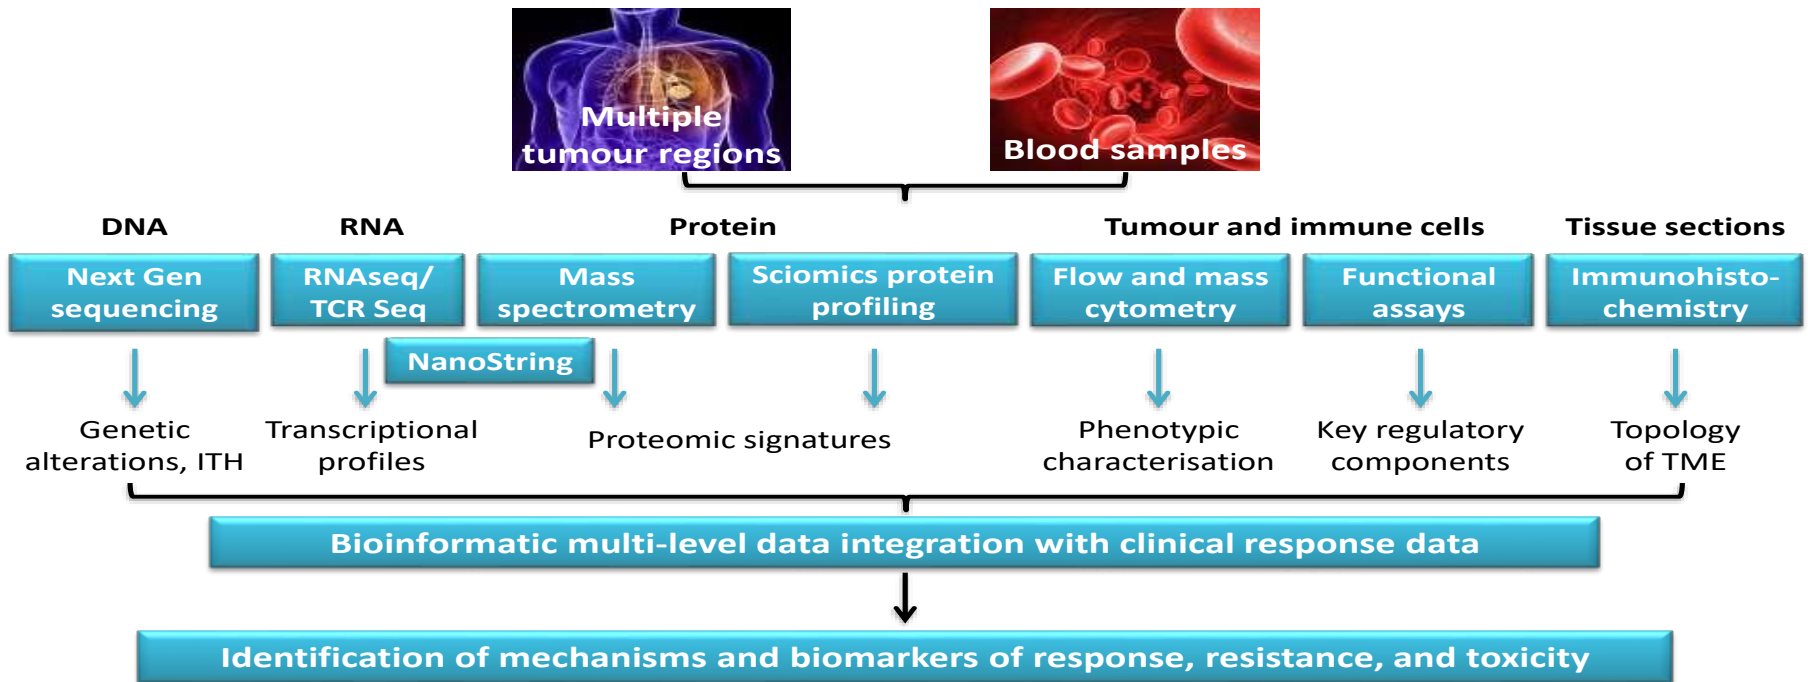 Multiple
tumour regions
Blood samples
DNA
RNA
Protein
Tumour and immune cells
Tissue sections
Next Gen
sequencing
RNAseq/
TCR Seq
Mass
spectrometry
Sciomics protein
profiling
Flow and mass
cytometry
Functional
assays
Immunohisto-
chemistry
NanoString
Genetic
alterations, ITH
Transcriptional
profiles
Proteomic signatures
Phenotypic
characterisation
Key regulatory
components
Topology
of TME
Bioinformatic multi-level data integration with clinical response data
Identification of mechanisms and biomarkers of response, resistance, and toxicity